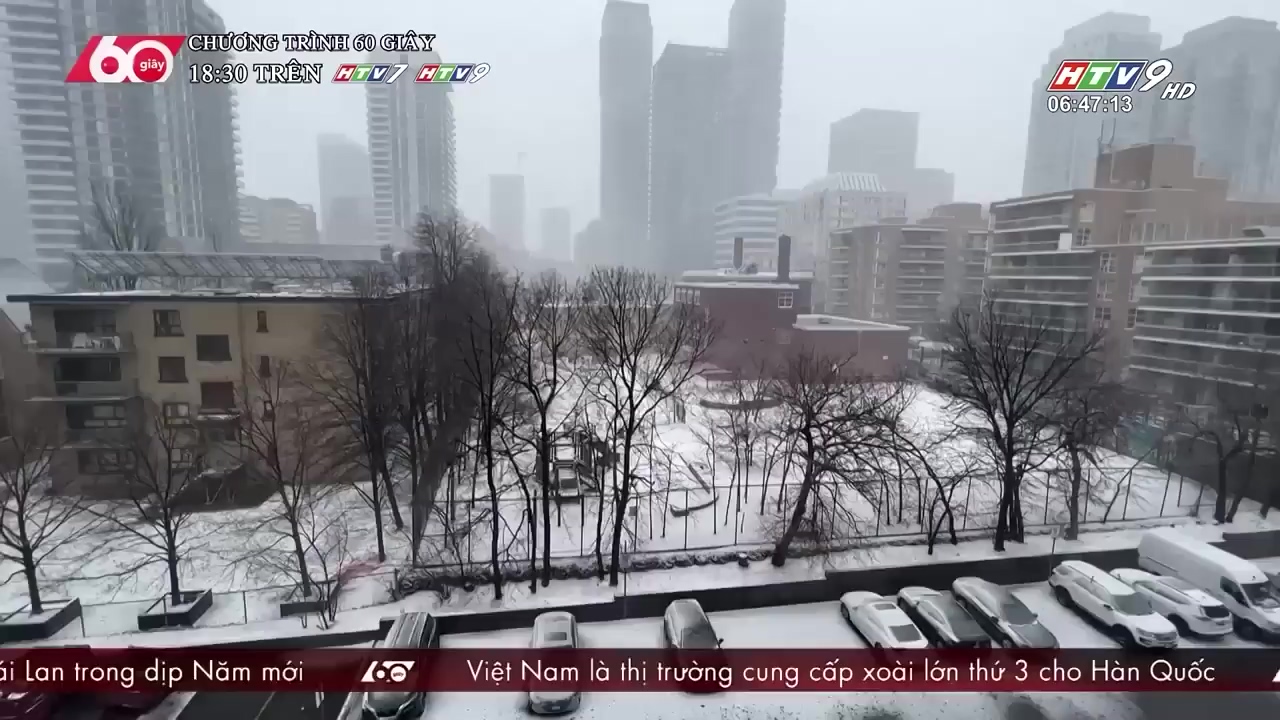 60 giây
CHƯƠNG TRÌNH 60 GIÂY
18:30 TRÊN HTV7 HTV9
HTV9 HD
06:47:13
ái Lan trong dịp Năm mới 60 giây Việt Nam là thị trường cung cấp xoài lớn thứ 3 cho Hàn Quốc